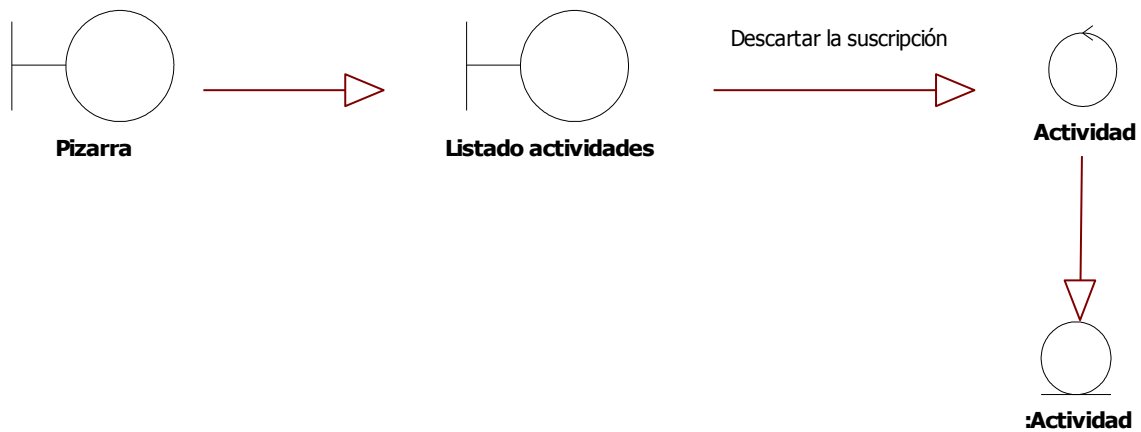 Descartar la suscripción
Pizarra
Listado actividades
Actividad
:Actividad